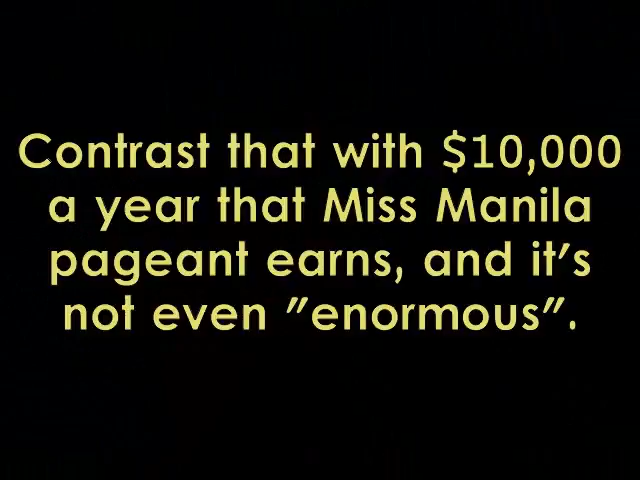 Contrast that with $10,000
a year that Miss Manila
pageant earns, and it's
not even "enormous".